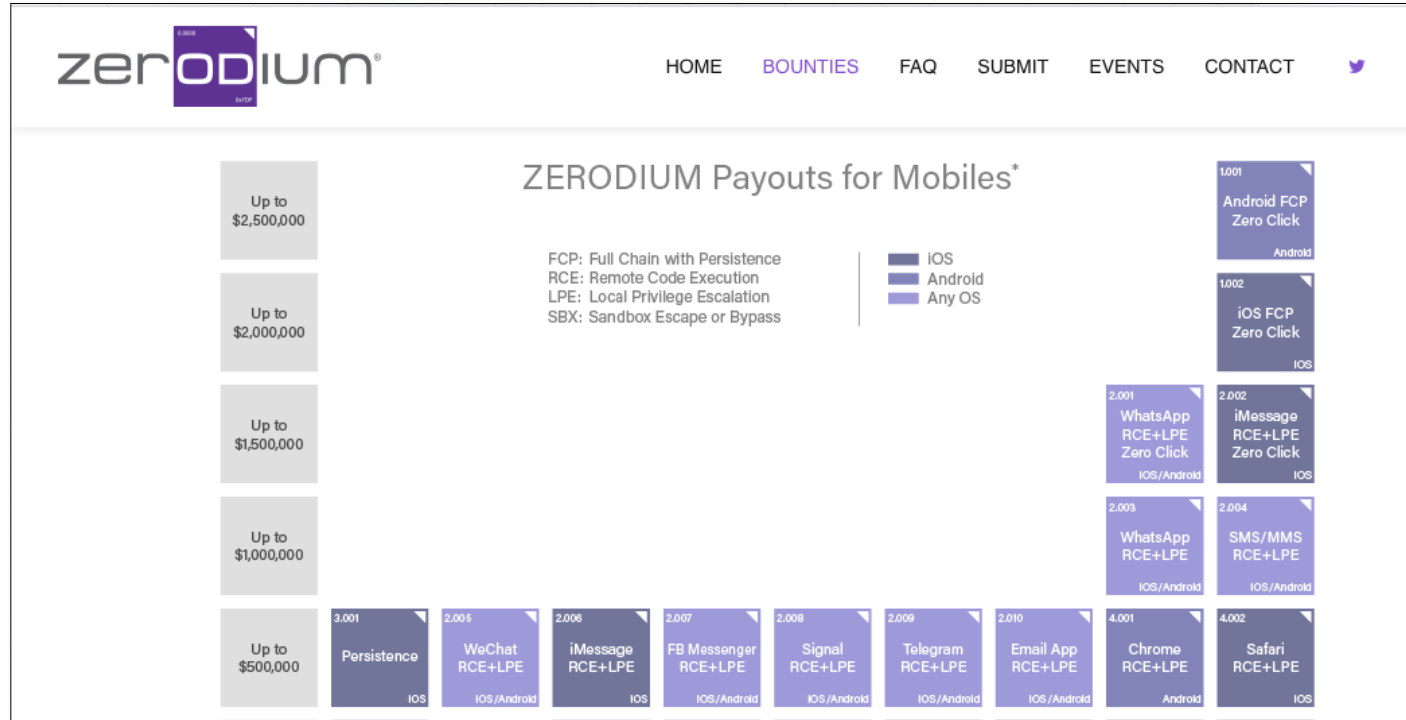 zerodium®
HOME BOUNTIES FAQ SUBMIT EVENTS CONTACT
ZERODIUM Payouts for Mobiles*
FCP: Full Chain with Persistence
RCE: Remote Code Execution
LPE: Local Privilege Escalation
SBX: Sandbox Escape or Bypass
iOS
Android
Any OS
Up to
$2,500,000
1.001
Android FCP
Zero Click
Android
Up to
$2,000,000
1.002
iOS FCP
Zero Click
IOS
Up to
$1,500,000
2.001
WhatsApp
RCE+LPE
Zero Click
IOS/Android
2.002
iMessage
RCE+LPE
Zero Click
IOS
Up to
$1,000,000
2.003
WhatsApp
RCE+LPE
IOS/Android
2.004
SMS/MMS
RCE+LPE
IOS/Android
Up to
$500,000
3.001
Persistence
IOS
2.005
WeChat
RCE+LPE
IOS/Android
2.006
iMessage
RCE+LPE
IOS
2.007
FB Messenger
RCE+LPE
IOS/Android
2.008
Signal
RCE+LPE
IOS/Android
2.009
Telegram
RCE+LPE
IOS/Android
2.010
Email App
RCE+LPE
IOS/Android
4.001
Chrome
RCE+LPE
Android
4.002
Safari
RCE+LPE
IOS